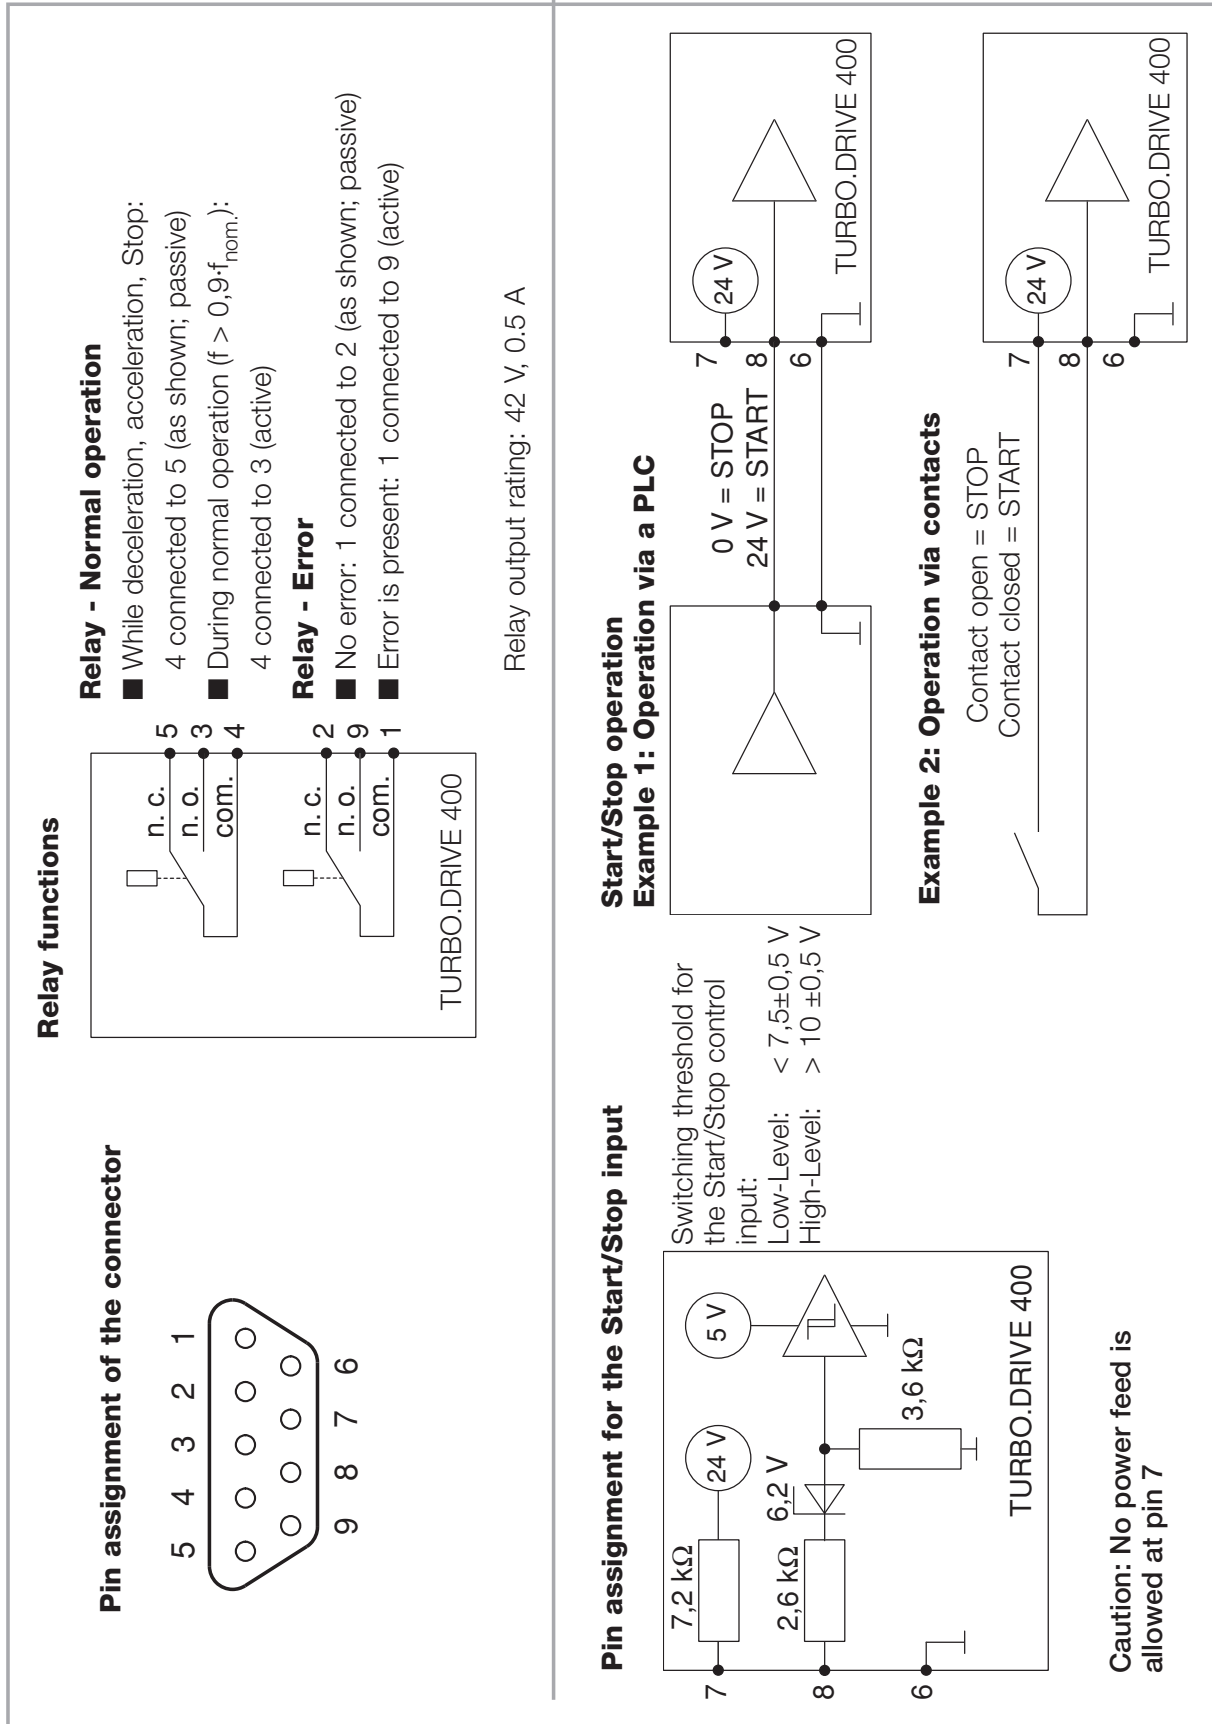 Pin assignment of the connector
5 4 3 2 1
9 8 7 6
Relay functions
n. c.
n. o.
com.
5
3
4
n. c.
n. o.
com.
2
9
1
TURBO.DRIVE 400
Relay - Normal operation
■ While deceleration, acceleration, Stop:
4 connected to 5 (as shown; passive)
■ During normal operation (f > 0,9·fnom.):
4 connected to 3 (active)
Relay - Error
■ No error: 1 connected to 2 (as shown; passive)
■ Error is present: 1 connected to 9 (active)
Relay output rating: 42 V, 0.5 A
Pin assignment for the Start/Stop input
7
8
6
7,2 kΩ
24 V
5 V
2,6 kΩ
6,2 V
3,6 kΩ
TURBO.DRIVE 400
Switching threshold for
the Start/Stop control
input:
Low-Level: < 7,5±0,5 V
High-Level: > 10 ±0,5 V
Caution: No power feed is
allowed at pin 7
Start/Stop operation
Example 1: Operation via a PLC
0 V = STOP
24 V = START
7
8
6
24 V
TURBO.DRIVE 400
Example 2: Operation via contacts
Contact open = STOP
Contact closed = START
7
8
6
24 V
TURBO.DRIVE 400